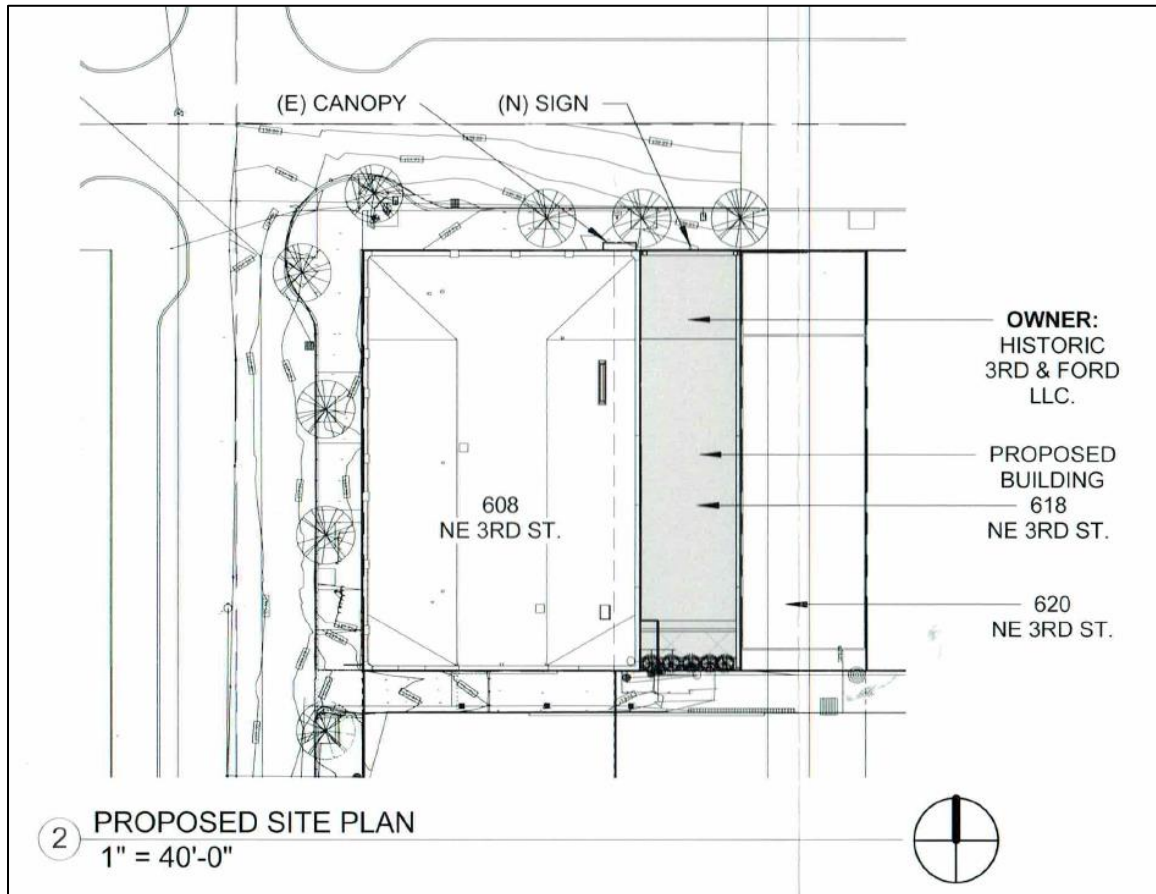 (E) CANOPY
(N) SIGN
OWNER:
HISTORIC
3RD & FORD
LLC.
PROPOSED
BUILDING
618
NE 3RD ST.
608
NE 3RD ST.
620
NE 3RD ST.
2
PROPOSED SITE PLAN
1" = 40'-0"